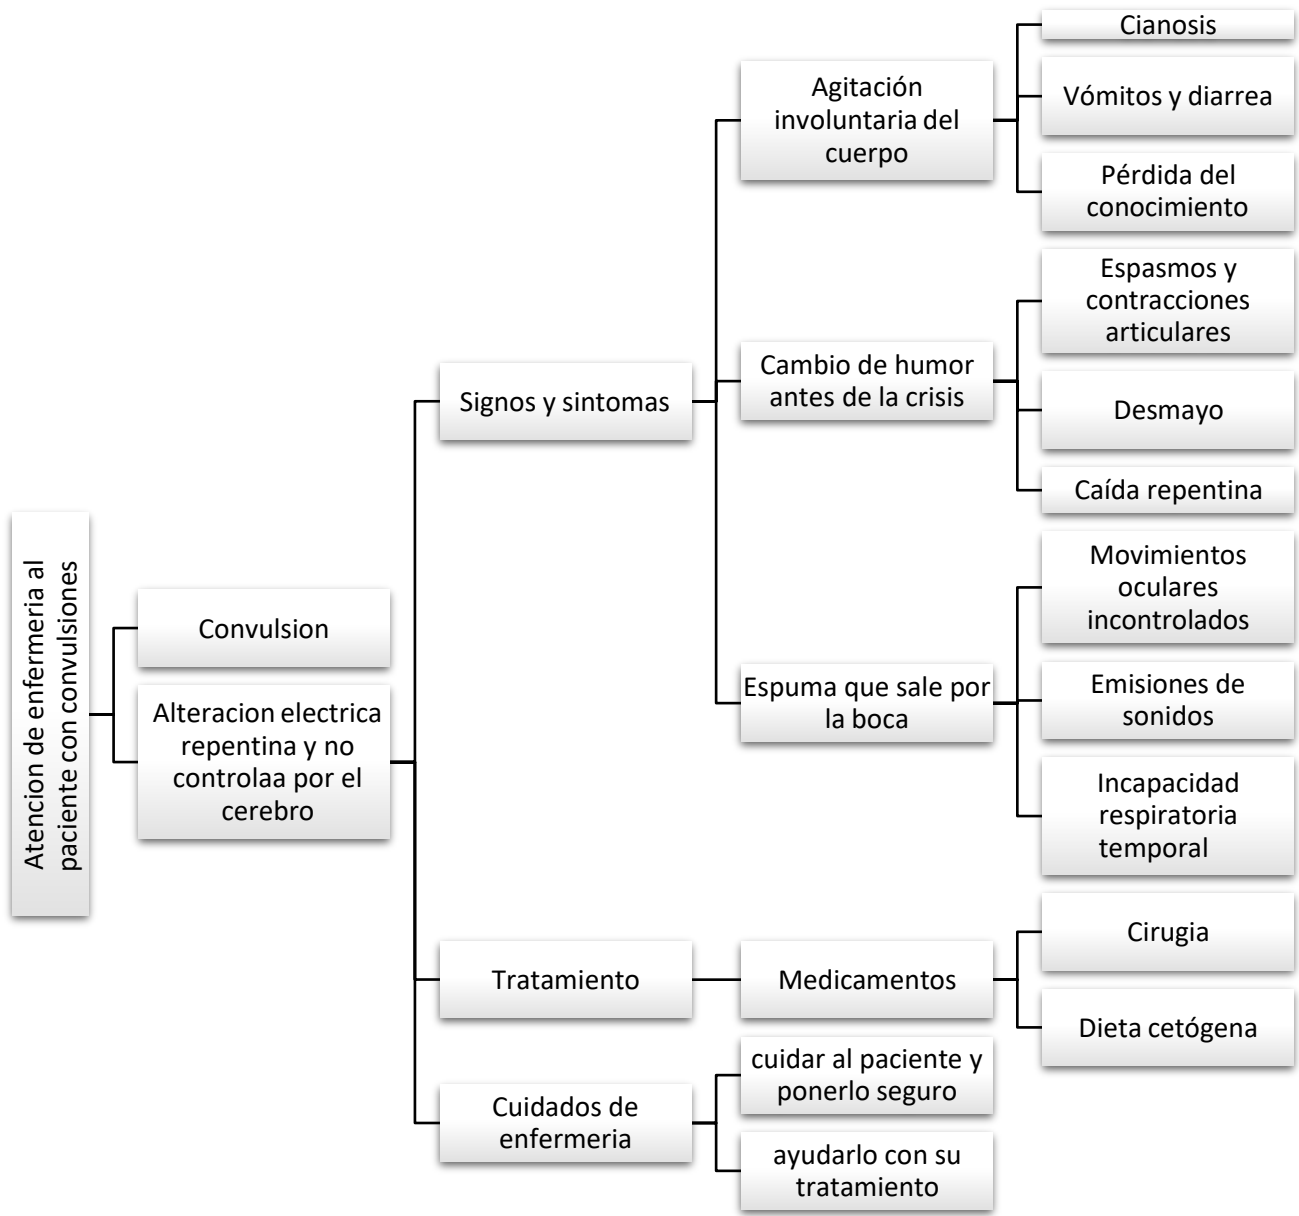 Atencion de enfermeria al
paciente con convulsiones
Convulsion
Alteracion electrica
repentina y no
controlaa por el
cerebro
Signos y sintomas
Agitación
involuntaria del
cuerpo
Cianosis
Vómitos y diarrea
Pérdida del
conocimiento
Cambio de humor
antes de la crisis
Espasmos y
contracciones
articulares
Desmayo
Caída repentina
Espuma que sale por
la boca
Movimientos
oculares
incontrolados
Emisiones de
sonidos
Incapacidad
respiratoria
temporal
Tratamiento
Medicamentos
Cirugia
Dieta cetógena
Cuidados de
enfermeria
cuidar al paciente y
ponerlo seguro
ayudarlo con su
tratamiento